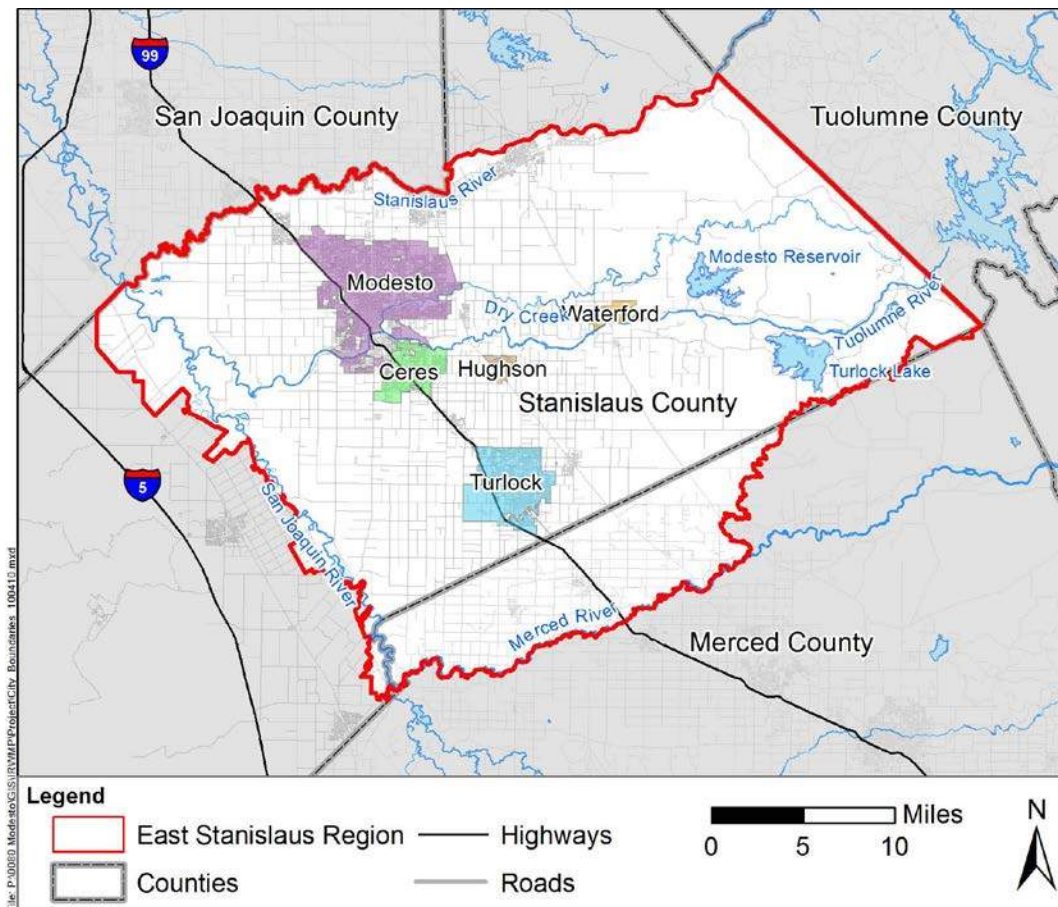 99
San Joaquin County
Tuolumne County
Stanislaus River
Modesto Reservoir
Modesto
Dry Creek
Waterford
Tuolumne River
Ceres
Hughson
Turlock Lake
Stanislaus County
5
Turlock
San Joaquin River
Merced River
Merced County
Legend
East Stanislaus Region
Highways
Counties
Roads
Miles
0 5 10
N